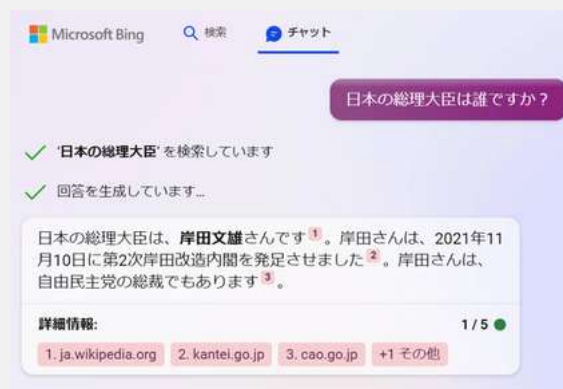 Microsoft Bing 検索 チャット
日本の総理大臣は誰ですか？
'日本の総理大臣' を検索しています
回答を生成しています...
日本の総理大臣は、岸田文雄さんです 1 。岸田さんは、2021年11
月10日に第2次岸田改造内閣を発足させました 2 。岸田さんは、
自由民主党の総裁でもあります 3 。
詳細情報: 1 / 5
1. ja.wikipedia.org 2. kantei.go.jp 3. cao.go.jp +1 その他